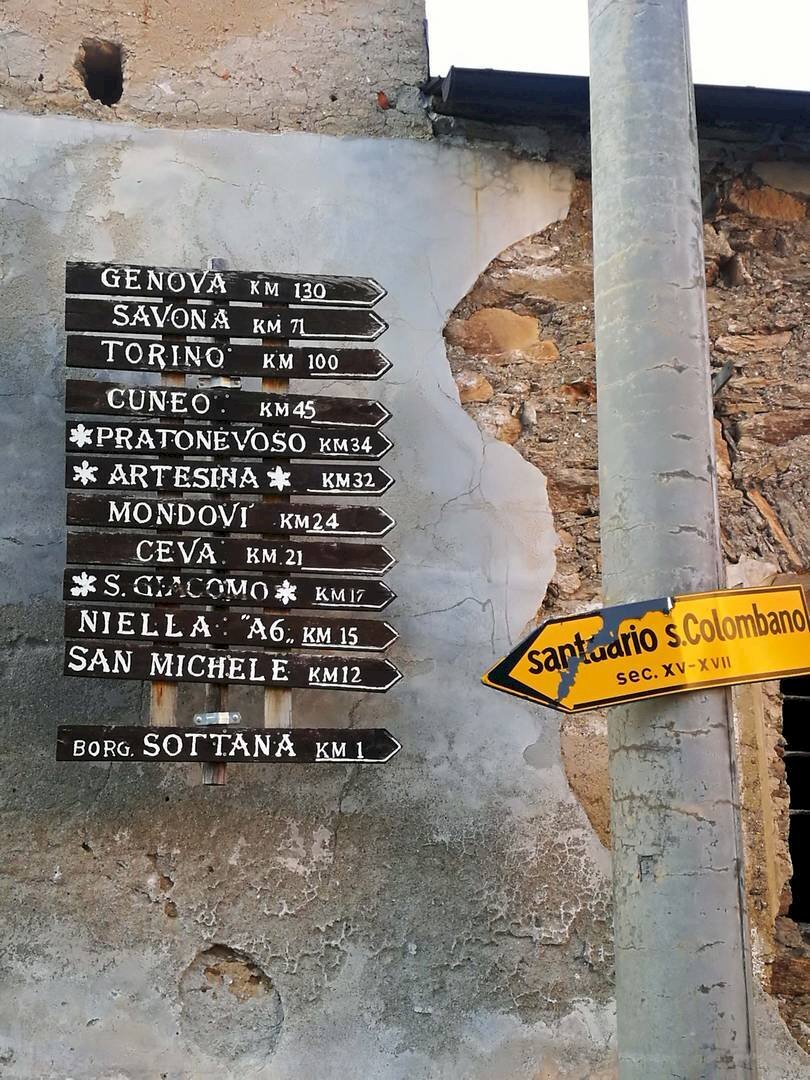 GENOVA KM 130
SAVONA KM 71
TORINO KM 100
CUNEO: KM 45
PRATONEVOSO KM 34
ARTESINA KM 32
MONDOVI' KM 24
CEVA KM. 21
S. GIACOMO KM 17
NIELLA: "A6„ KM 15
SAN MICHELE KM 12
BORG. SOTTANA KM 1
santuario s.Colombano
sec. XV-XVII